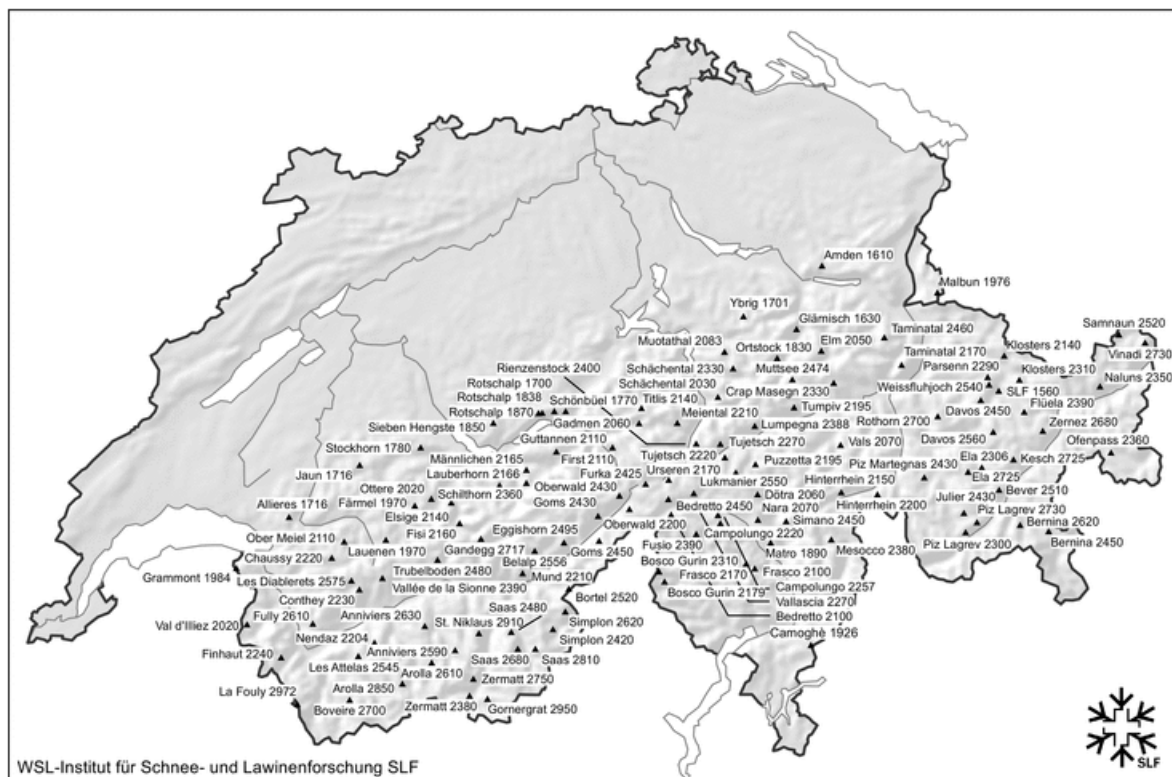 Amden 1610
Malbun 1976
Ybrig 1701
Glämisch 1630
Taminatal 2460
Samnaun 2520
Muotathal 2083
Ortstock 1830
Elm 2050
Klosters 2140
Vinadi 2730
Taminatal 2170
Rienzenstock 2400
Schächental 2330
Muttsee 2474
Parsenn 2290
Klosters 2310
Naluns 2350
Rotschalp 1700
Schächental 2030
Crap Masegn 2330
Weissfluhjoch 2540
SLF 1560
Rotschalp 1838
Schönbüel 1770
Titlis 2140
Flüela 2390
Rotschalp 1870
Meiental 2210
Tumpiv 2195
Davos 2450
Sieben Hengste 1850
Gadmen 2060
Lumpegna 2388
Rothorn 2700
Zernez 2680
Stockhorn 1780
Guttannen 2110
Tujetsch 2270
Vals 2070
Davos 2560
Ofenpass 2360
Männlichen 2165
First 2110
Tujetsch 2220
Ela 2306
Kesch 2725
Jaun 1716
Lauberhorn 2166
Furka 2425
Urseren 2170
Puzzetta 2195
Piz Martegnas 2430
Ela 2725
Ottere 2020
Schilthorn 2360
Oberwald 2430
Lukmanier 2550
Hinterrhein 2150
Bever 2510
Allieres 1716
Färmel 1970
Goms 2430
Dötra 2060
Julier 2430
Elsige 2140
Bedretto 2450
Nara 2070
Hinterrhein 2200
Piz Lagrev 2730
Ober Meiel 2110
Fisi 2160
Eggishorn 2495
Oberwald 2200
Simano 2450
Bernina 2620
Lauenen 1970
Campolungo 2220
Chaussy 2220
Gandegg 2717
Goms 2450
Fusio 2390
Matro 1890
Mesocco 2380
Piz Lagrev 2300
Bernina 2450
Belalp 2556
Bosco Gurin 2310
Grammont 1984
Trubelboden 2480
Mund 2210
Frasco 2170
Frasco 2100
Les Diablerets 2575
Vallée de la Sionne 2390
Bosco Gurin 2179
Campolungo 2257
Conthey 2230
Bortel 2520
Vallascia 2270
Fully 2610
Anniviers 2630
Saas 2480
Bedretto 2100
Val d'Illiez 2020
St. Niklaus 2910
Simplon 2620
Camoghè 1926
Nendaz 2204
Simplon 2420
Finhaut 2240
Anniviers 2590
Saas 2680
Saas 2810
Les Attelas 2545
Arolla 2610
La Fouly 2972
Arolla 2850
Zermatt 2750
Boveire 2700
Zermatt 2380
Gornergrat 2950
WSL-Institut für Schnee- und Lawinenforschung SLF
SLF